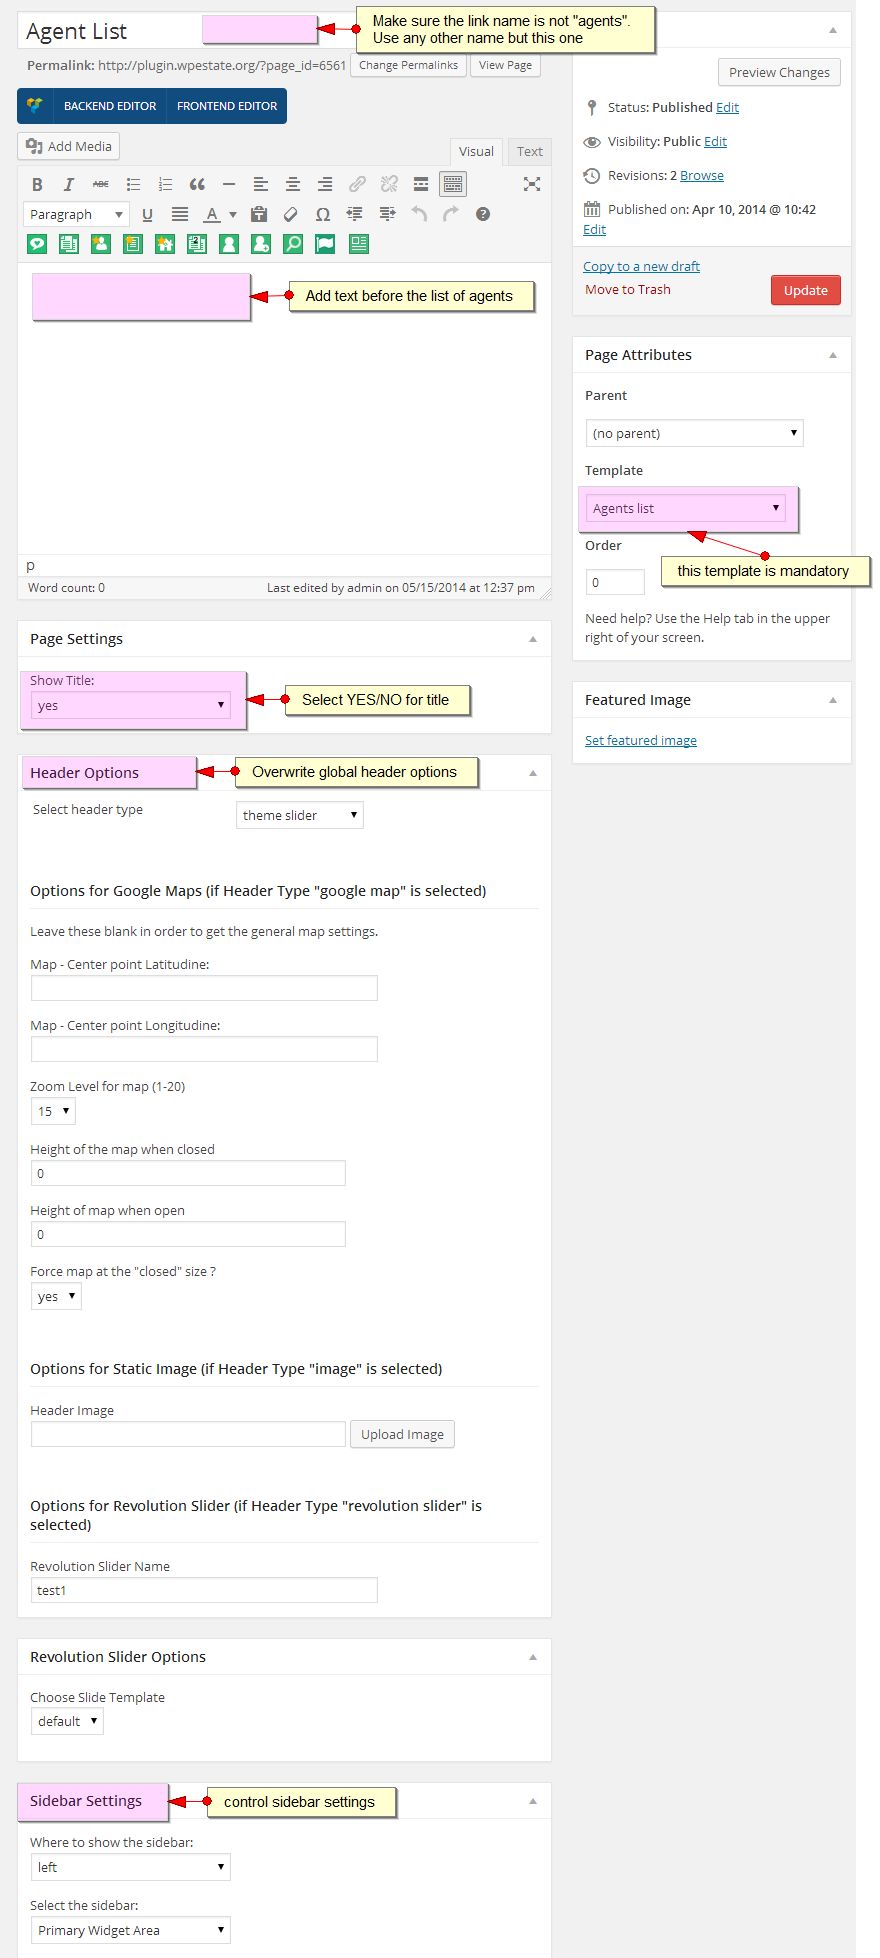 Agent List
Make sure the link name is not "agents".
Use any other name but this one
Permalink: http://plugin.wpestate.org/?page_id=6561 Change Permalinks View Page
BACKEND EDITOR FRONTEND EDITOR
Add Media
Visual Text
B I ABC
Paragraph U A Ω ?
Add text before the list of agents
p
Word count: 0 Last edited by admin on 05/15/2014 at 12:37 pm
Page Settings
Show Title:
yes
Select YES/NO for title
Header Options
Overwrite global header options
Select header type theme slider
Options for Google Maps (if Header Type "google map" is selected)
Leave these blank in order to get the general map settings.
Map - Center point Latitudine:
Map - Center point Longitudine:
Zoom Level for map (1-20)
15
Height of the map when closed
0
Height of map when open
0
Force map at the "closed" size ?
yes
Options for Static Image (if Header Type "image" is selected)
Header Image
Upload Image
Options for Revolution Slider (if Header Type "revolution slider" is
selected)
Revolution Slider Name
test1
Revolution Slider Options
Choose Slide Template
default
Sidebar Settings
control sidebar settings
Where to show the sidebar:
left
Select the sidebar:
Primary Widget Area
Preview Changes
Status: Published Edit
Visibility: Public Edit
Revisions: 2 Browse
Published on: Apr 10, 2014 @ 10:42
Edit
Copy to a new draft
Move to Trash
Update
Page Attributes
Parent
(no parent)
Template
Agents list
Order
this template is mandatory
0
Need help? Use the Help tab in the upper
right of your screen.
Featured Image
Set featured image